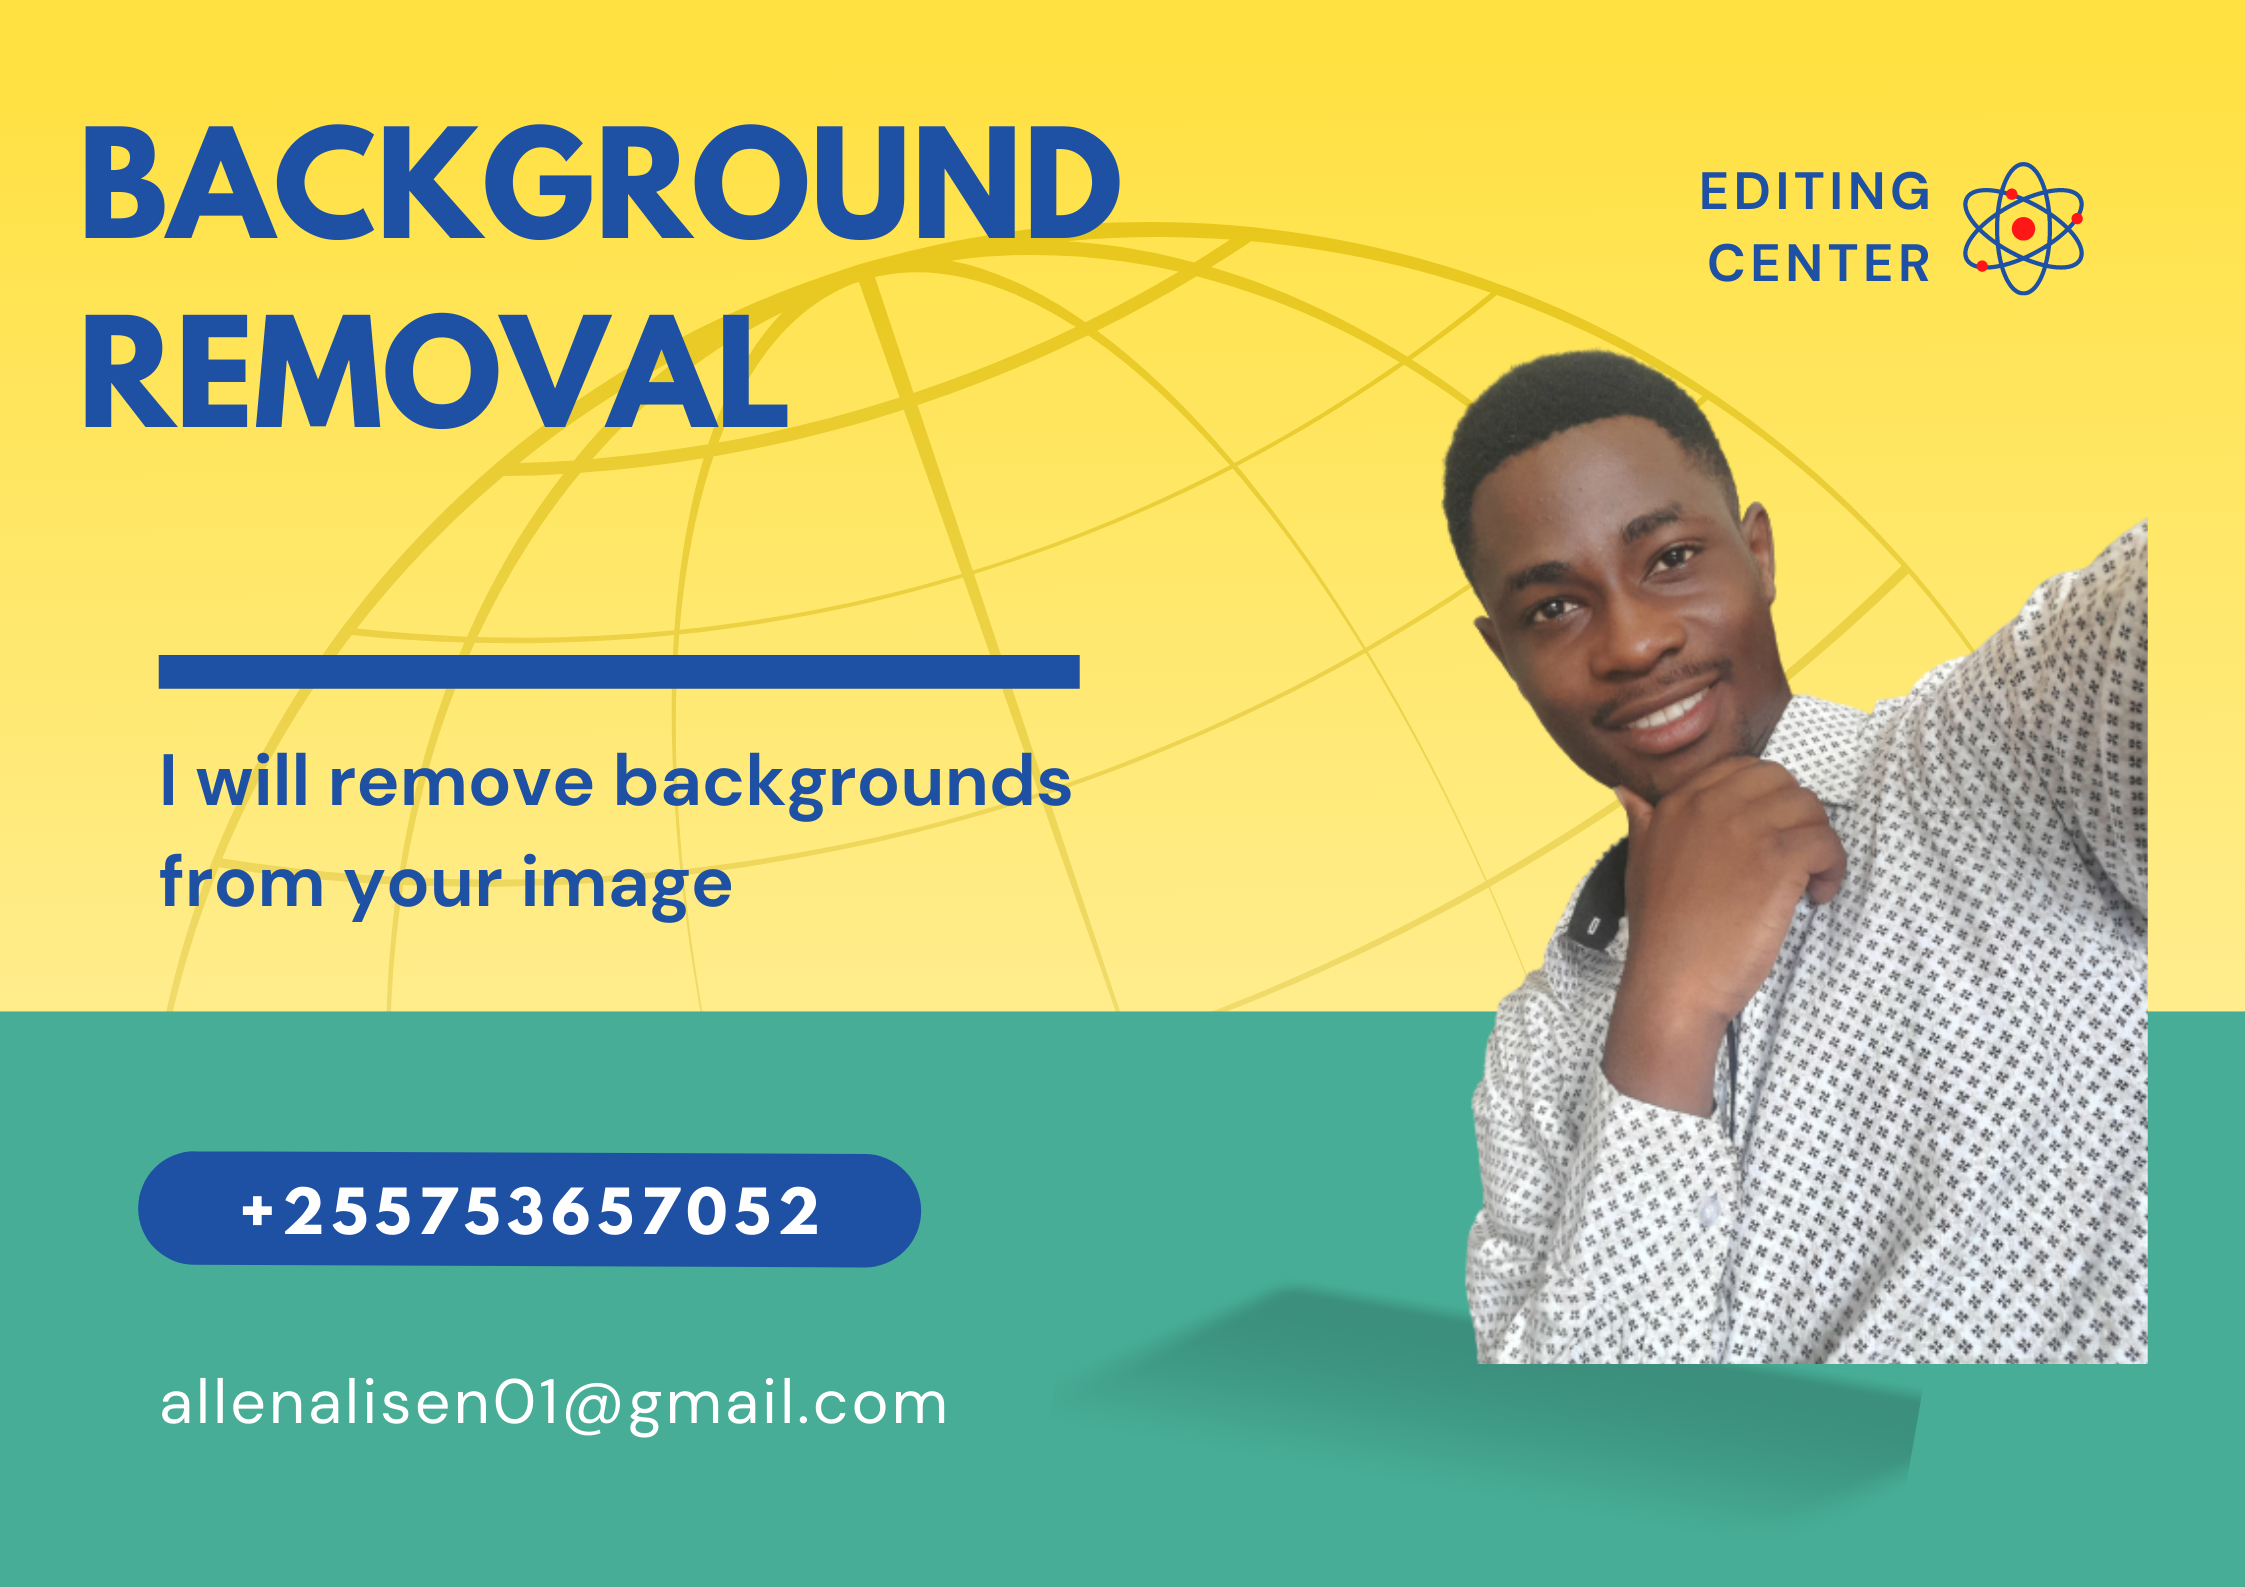 BACKGROUND
REMOVAL
EDITING
CENTER
I will remove backgrounds
from your image
+255753657052
allenalisen01@gmail.com